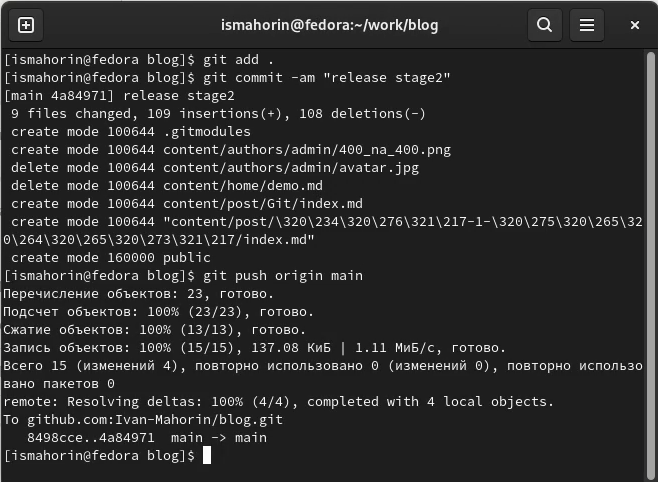 ismahorin@fedora:~/work/blog
[ismahorin@fedora blog]$ git add .
[ismahorin@fedora blog]$ git commit -am "release stage2"
[main 4a84971] release stage2
 9 files changed, 109 insertions(+), 108 deletions(-)
 create mode 100644 .gitmodules
 create mode 100644 content/authors/admin/400_na_400.png
 delete mode 100644 content/authors/admin/avatar.jpg
 delete mode 100644 content/home/demo.md
 create mode 100644 content/post/Git/index.md
 create mode 100644 "content/post/\320\234\320\276\321\217-1-\320\275\320\265\32
0\264\320\265\320\273\321\217/index.md"
 create mode 160000 public
[ismahorin@fedora blog]$ git push origin main
Перечисление объектов: 23, готово.
Подсчет объектов: 100% (23/23), готово.
Сжатие объектов: 100% (13/13), готово.
Запись объектов: 100% (15/15), 137.08 КиБ | 1.11 МиБ/с, готово.
Всего 15 (изменений 4), повторно использовано 0 (изменений 0), повторно использо
вано пакетов 0
remote: Resolving deltas: 100% (4/4), completed with 4 local objects.
To github.com:Ivan-Mahorin/blog.git
   8498cce..4a84971  main -> main
[ismahorin@fedora blog]$